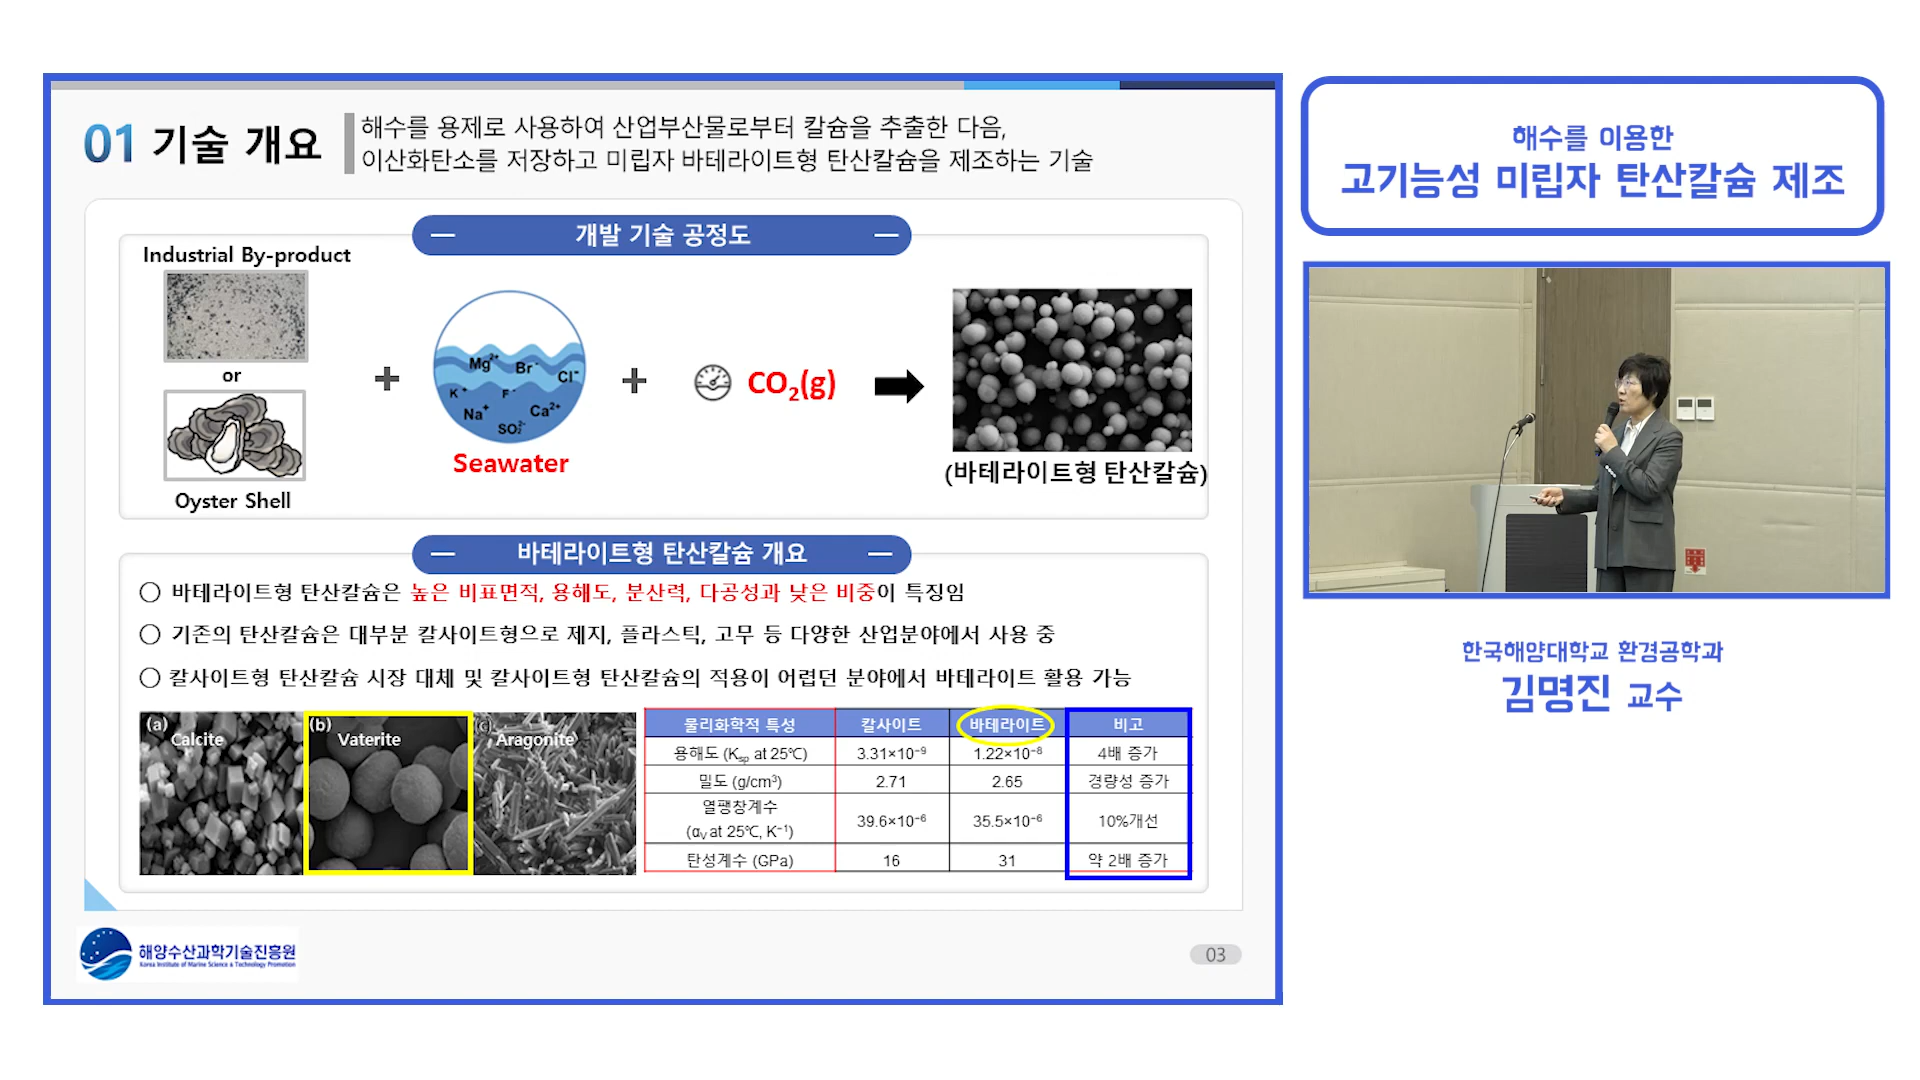 01 기술 개요
해수를 용제로 사용하여 산업부산물로부터 칼슘을 추출한 다음,
이산화탄소를 저장하고 미립자 바테라이트형 탄산칼슘을 제조하는 기술
개발 기술 공정도
Industrial By-product
or
Oyster Shell
+
Mg²⁺ Br⁻ Cl⁻
K⁺ F⁻
Na⁺ Ca²⁺
SO₄²⁻
Seawater
+
CO₂(g)
(바테라이트형 탄산칼슘)
바테라이트형 탄산칼슘 개요
○ 바테라이트형 탄산칼슘은 높은 비표면적, 용해도, 분산력, 다공성과 낮은 비중이 특징임
○ 기존의 탄산칼슘은 대부분 칼사이트형으로 제지, 플라스틱, 고무 등 다양한 산업분야에서 사용 중
○ 칼사이트형 탄산칼슘 시장 대체 및 칼사이트형 탄산칼슘의 적용이 어렵던 분야에서 바테라이트 활용 가능
(a) Calcite
(b) Vaterite
(c) Aragonite
물리화학적 특성 칼사이트 바테라이트 비고
용해도 (Ksp at 25℃) 3.31×10⁻⁹ 1.22×10⁻⁸ 4배 증가
밀도 (g/cm³) 2.71 2.65 경량성 증가
열팽창계수
(αV at 25℃, K⁻¹) 39.6×10⁻⁶ 35.5×10⁻⁶ 10%개선
탄성계수 (GPa) 16 31 약 2배 증가
해양수산과학기술진흥원
Korea Institute of Marine Science & Technology Promotion
03
해수를 이용한
고기능성 미립자 탄산칼슘 제조
한국해양대학교 환경공학과
김명진 교수